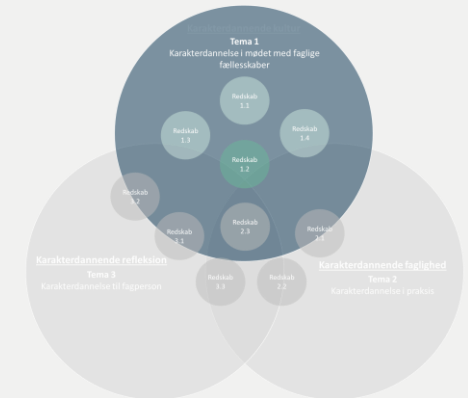 Tema 1
Karakterdannelse i mødet med faglige
fællesskaber
Redskab
1.1
Redskab
1.3
Redskab
1.4
Redskab
1.2
Redskab
3.2
Redskab
3.1
Redskab
2.3
Redskab
2.1
Karakterdannende refleksion
Tema 3
Karakterdannelse til fagperson
Karakterdannende faglighed
Tema 2
Karakterdannelse i praksis
Redskab
3.3
Redskab
2.2